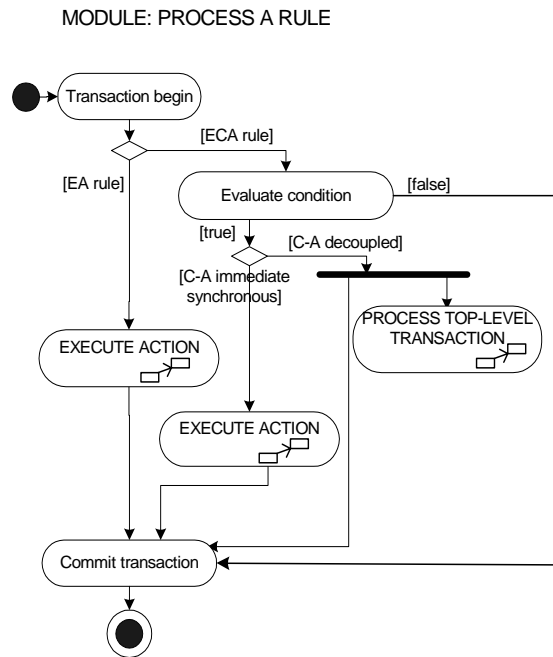 MODULE: PROCESS A RULE
Transaction begin
[ECA rule]
[EA rule]
Evaluate condition
[false]
[true]
[C-A decoupled]
[C-A immediate
synchronous]
PROCESS TOP-LEVEL
TRANSACTION
EXECUTE ACTION
EXECUTE ACTION
Commit transaction